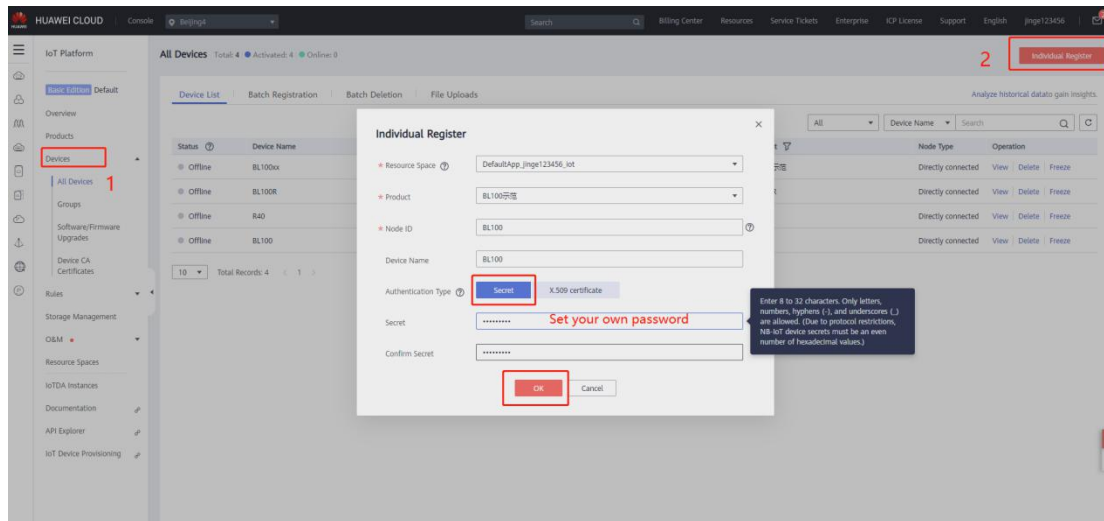 HUAWEI CLOUD Console Beijing4 Search Billing Center Resources Service Tickets Enterprise ICP License Support English jinge123456
IoT Platform
Basic Edition Default
Overview
Products
Devices
1
All Devices
Groups
Software/Firmware
Upgrades
Device CA
Certificates
Rules
Storage Management
O&M
Resource Spaces
IoTDA Instances
Documentation
API Explorer
IoT Device Provisioning
All Devices Total: 4 Activated: 4 Online: 0
2 Individual Register
Device List Batch Registration Batch Deletion File Uploads
Analyze historical datato gain insights.
All Device Name Search
Status Device Name Node Type Operation
Offline BL100xx Directly connected View Delete Freeze
Offline BL100R Directly connected View Delete Freeze
Offline R40 Directly connected View Delete Freeze
Offline BL100 Directly connected View Delete Freeze
10 Total Records: 4 < 1 >
Individual Register
* Resource Space DefaultApp_jinge123456_iot
* Product BL100示范
* Node ID BL100
Device Name BL100
Authentication Type Secret X.509 certificate
Secret ••••••••• Set your own password
Confirm Secret •••••••••
OK Cancel
Enter 8 to 32 characters. Only letters,
numbers, hyphens (-), and underscores (_)
are allowed. (Due to protocol restrictions,
NB-IoT device secrets must be an even
number of hexadecimal values.)